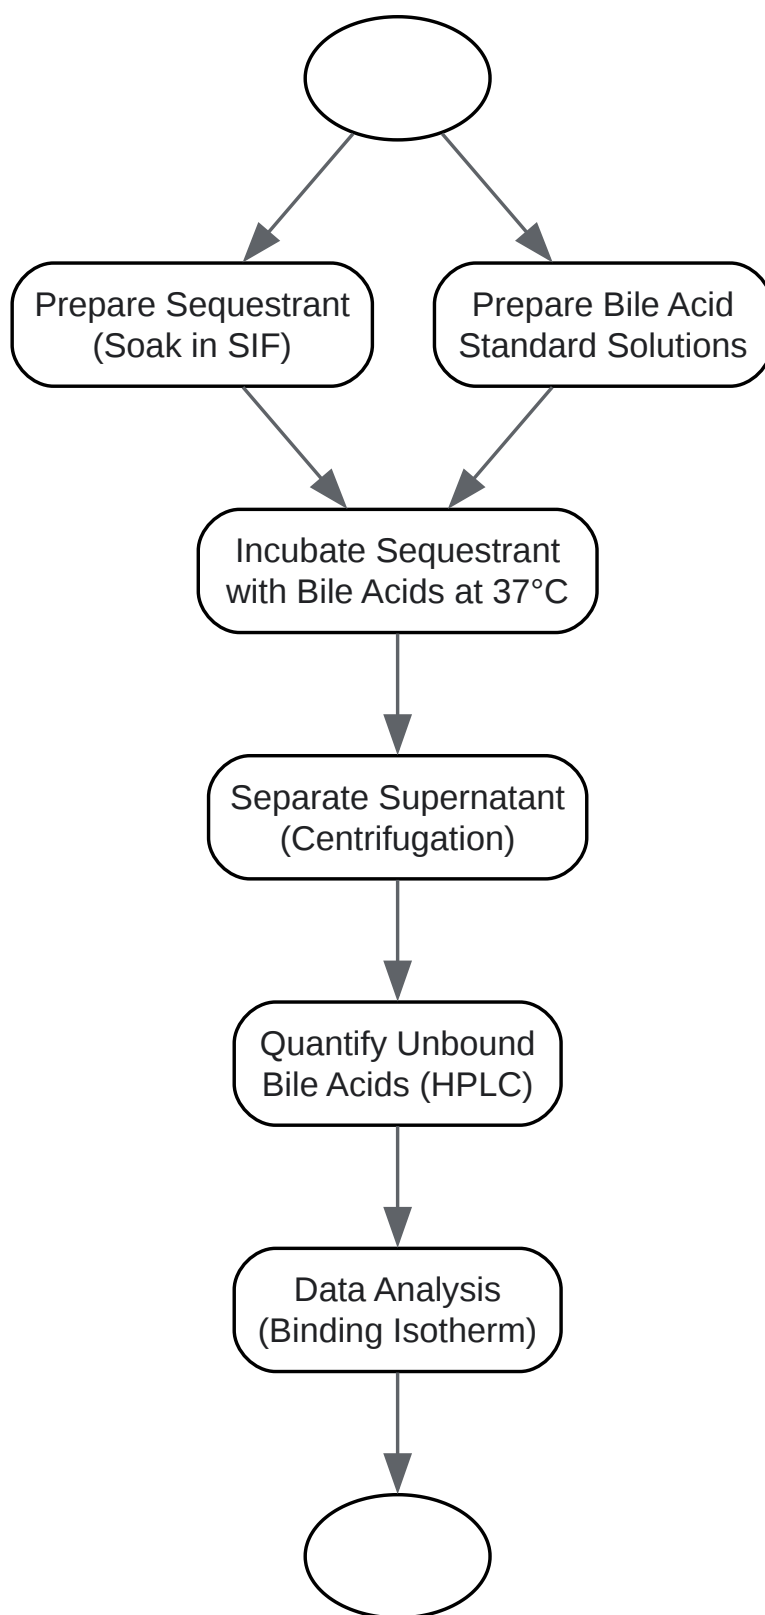 Prepare Sequestrant
(Soak in SIF)
Prepare Bile Acid
Standard Solutions
Incubate Sequestrant
with Bile Acids at 37°C
Separate Supernatant
(Centrifugation)
Quantify Unbound
Bile Acids (HPLC)
Data Analysis
(Binding Isotherm)